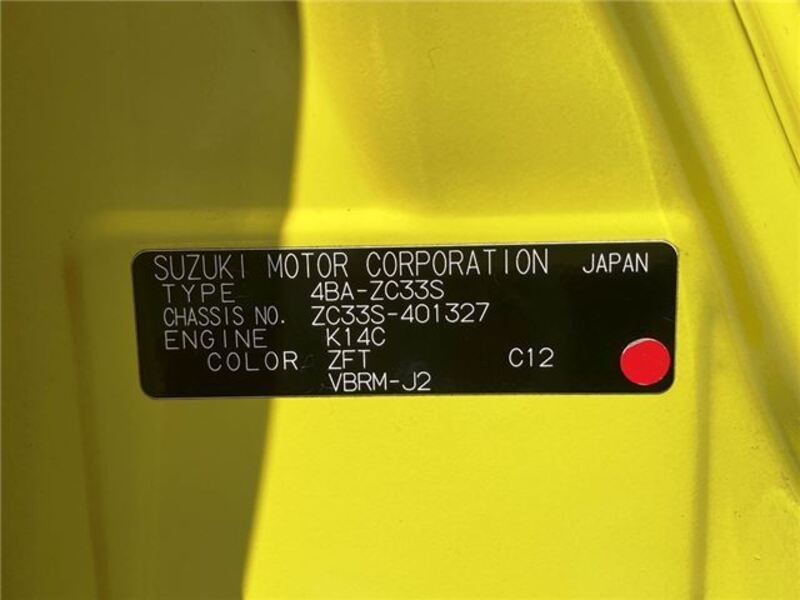 SUZUKI MOTOR CORPORATION JAPAN
TYPE 4BA-ZC33S
CHASSIS NO. ZC33S-401327
ENGINE K14C
COLOR ZFT C12
VBRM-J2